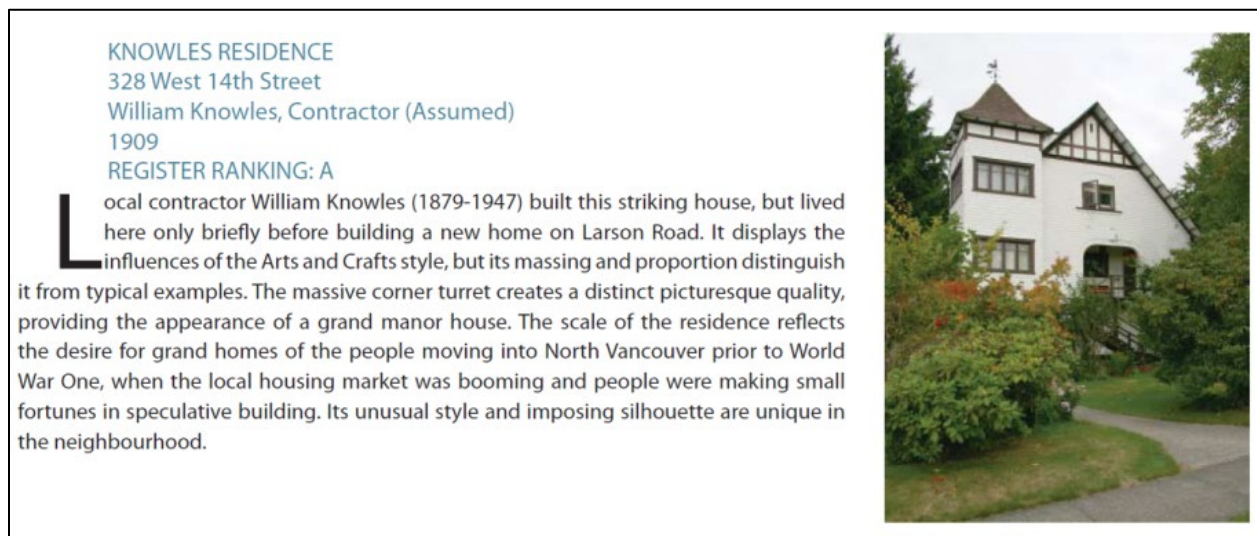 KNOWLES RESIDENCE
328 West 14th Street
William Knowles, Contractor (Assumed)
1909
REGISTER RANKING: A
Local contractor William Knowles (1879-1947) built this striking house, but lived
here only briefly before building a new home on Larson Road. It displays the
influences of the Arts and Crafts style, but its massing and proportion distinguish
it from typical examples. The massive corner turret creates a distinct picturesque quality,
providing the appearance of a grand manor house. The scale of the residence reflects
the desire for grand homes of the people moving into North Vancouver prior to World
War One, when the local housing market was booming and people were making small
fortunes in speculative building. Its unusual style and imposing silhouette are unique in
the neighbourhood.